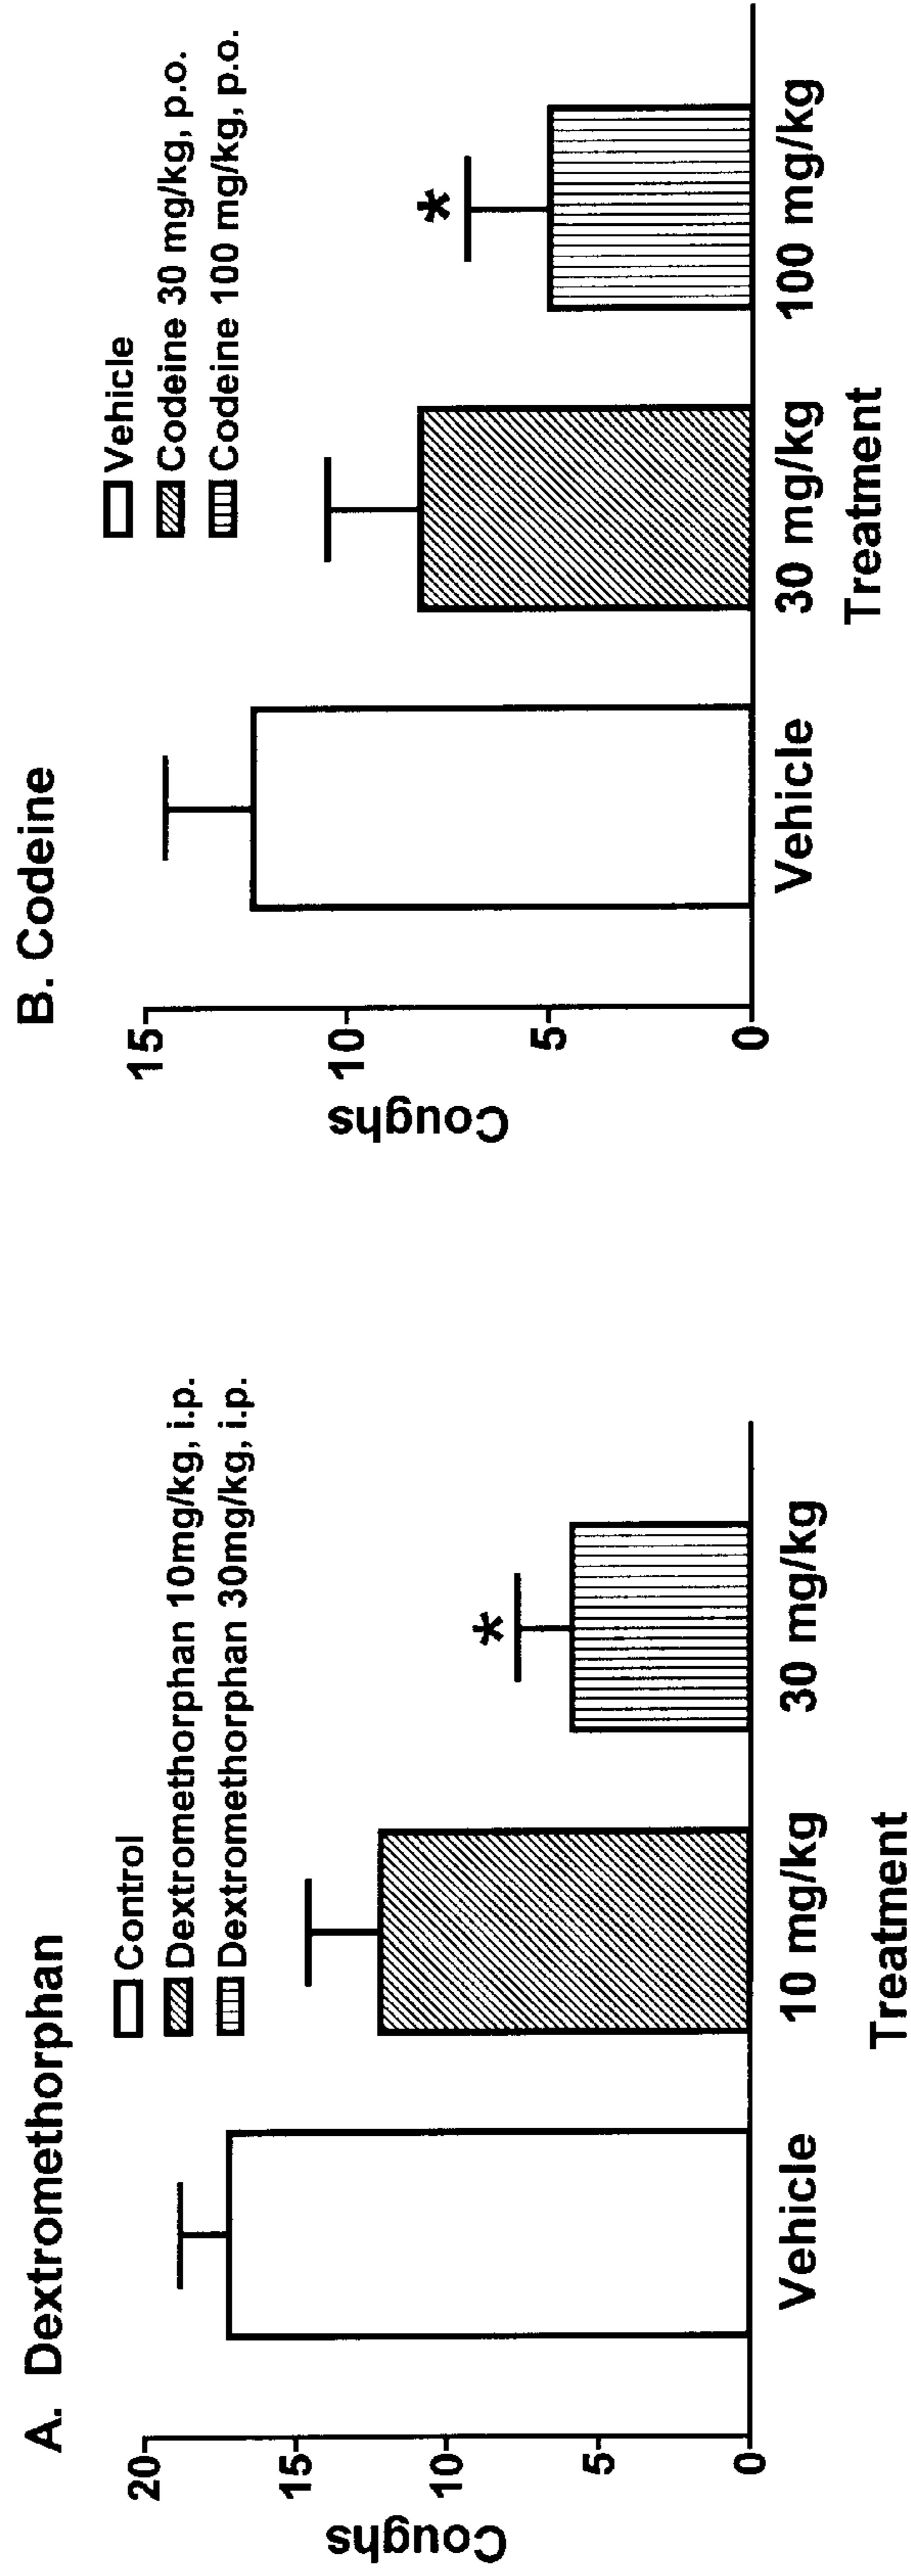 A. Dextromethorphan
Control
Dextromethorphan 10mg/kg, i.p.
Dextromethorphan 30mg/kg, i.p.
Coughs
20
15
10
5
0
*
Vehicle
10 mg/kg
30 mg/kg
Treatment
B. Codeine
Vehicle
Codeine 30 mg/kg, p.o.
Codeine 100 mg/kg, p.o.
Coughs
15
10
5
0
*
Vehicle
30 mg/kg
100 mg/kg
Treatment